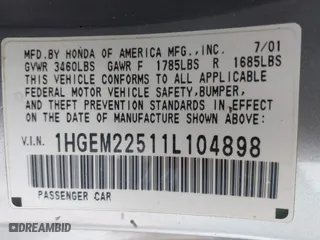 MFD. BY HONDA OF AMERICA MFG., INC. 7/01
GVWR 3460LBS GAWR F 1785LBS R 1685LBS
THIS VEHICLE CONFORMS TO ALL APPLICABLE
FEDERAL MOTOR VEHICLE SAFETY, BUMPER,
AND THEFT PREVENTION STANDARDS IN
EFFECT ON THE DATE OF MANUFACTURE
SHOWN ABOVE.
V.I.N. 1HGEM22511L104898
PASSENGER CAR
DREAMBID